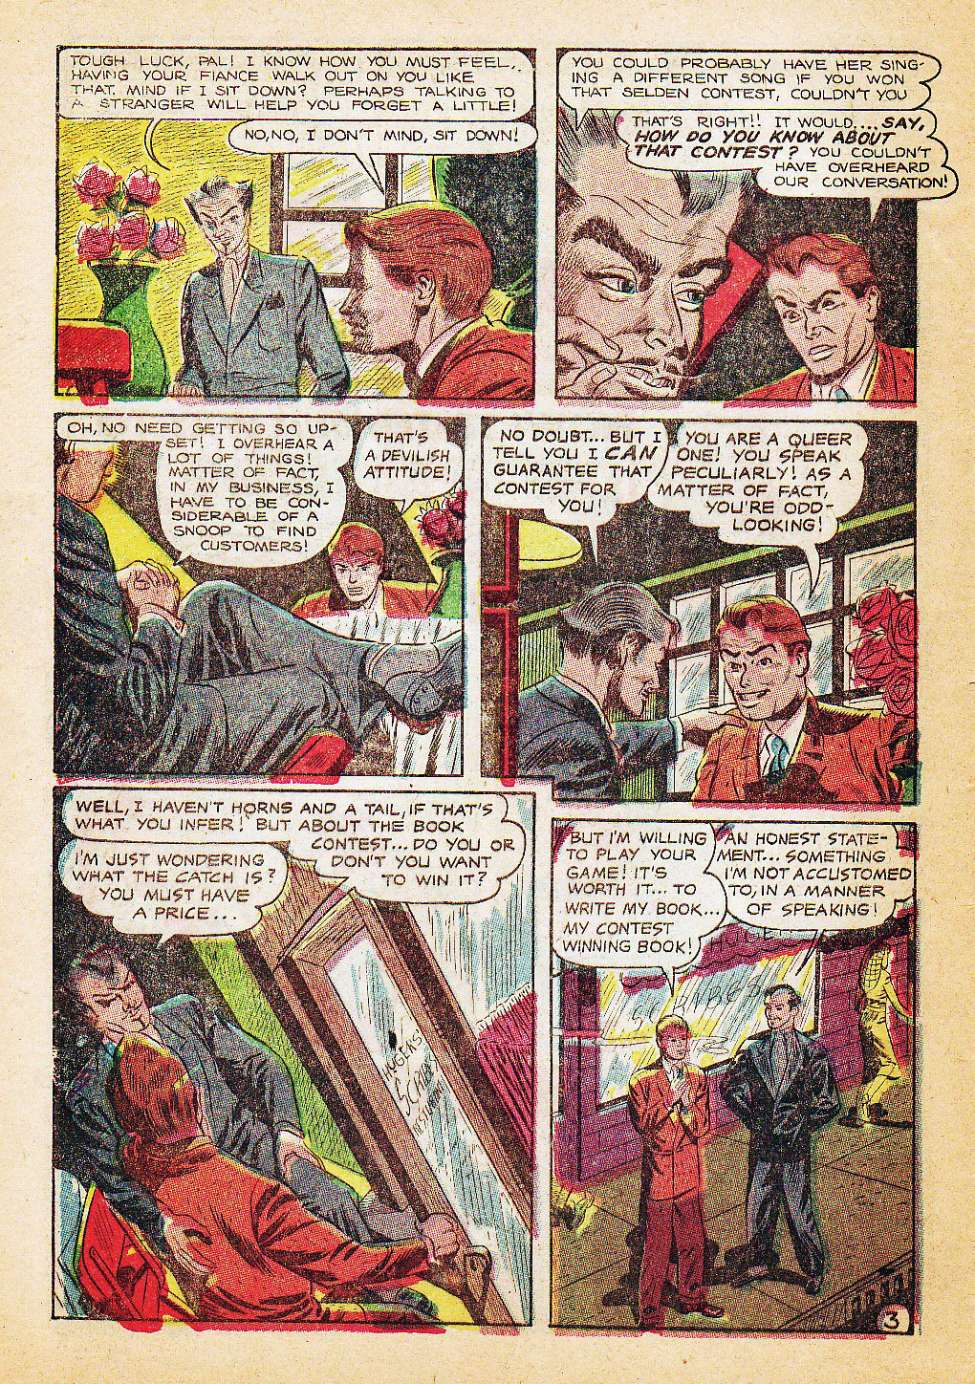 TOUGH LUCK, PAL! I KNOW HOW YOU MUST FEEL,
HAVING YOUR FIANCE WALK OUT ON YOU LIKE
THAT. MIND IF I SIT DOWN? PERHAPS TALKING TO
A STRANGER WILL HELP YOU FORGET A LITTLE!
NO, NO, I DON'T MIND, SIT DOWN!
YOU COULD PROBABLY HAVE HER SING-
ING A DIFFERENT SONG IF YOU WON
THAT SELDEN CONTEST, COULDN'T YOU
THAT'S RIGHT!! IT WOULD....SAY,
HOW DO YOU KNOW ABOUT
THAT CONTEST? YOU COULDN'T
HAVE OVERHEARD
OUR CONVERSATION!
OH, NO NEED GETTING SO UP-
SET! I OVERHEAR A
LOT OF THINGS!
MATTER OF FACT,
IN MY BUSINESS, I
HAVE TO BE CON-
SIDERABLE OF A
SNOOP TO FIND
CUSTOMERS!
THAT'S
A DEVILISH
ATTITUDE!
NO DOUBT... BUT I
TELL YOU I CAN
GUARANTEE THAT
CONTEST FOR
YOU!
YOU ARE A QUEER
ONE! YOU SPEAK
PECULIARLY! AS A
MATTER OF FACT,
YOU'RE ODD-
LOOKING!
WELL, I HAVEN'T HORNS AND A TAIL, IF THAT'S
WHAT YOU INFER! BUT ABOUT THE BOOK
CONTEST... DO YOU OR
DON'T YOU WANT
TO WIN IT?
I'M JUST WONDERING
WHAT THE CATCH IS?
YOU MUST HAVE
A PRICE...
BUT I'M WILLING
TO PLAY YOUR
GAME! IT'S
WORTH IT... TO
WRITE MY BOOK...
MY CONTEST
WINNING BOOK!
AN HONEST STATE-
MENT... SOMETHING
I'M NOT ACCUSTOMED
TO, IN A MANNER
OF SPEAKING!
3